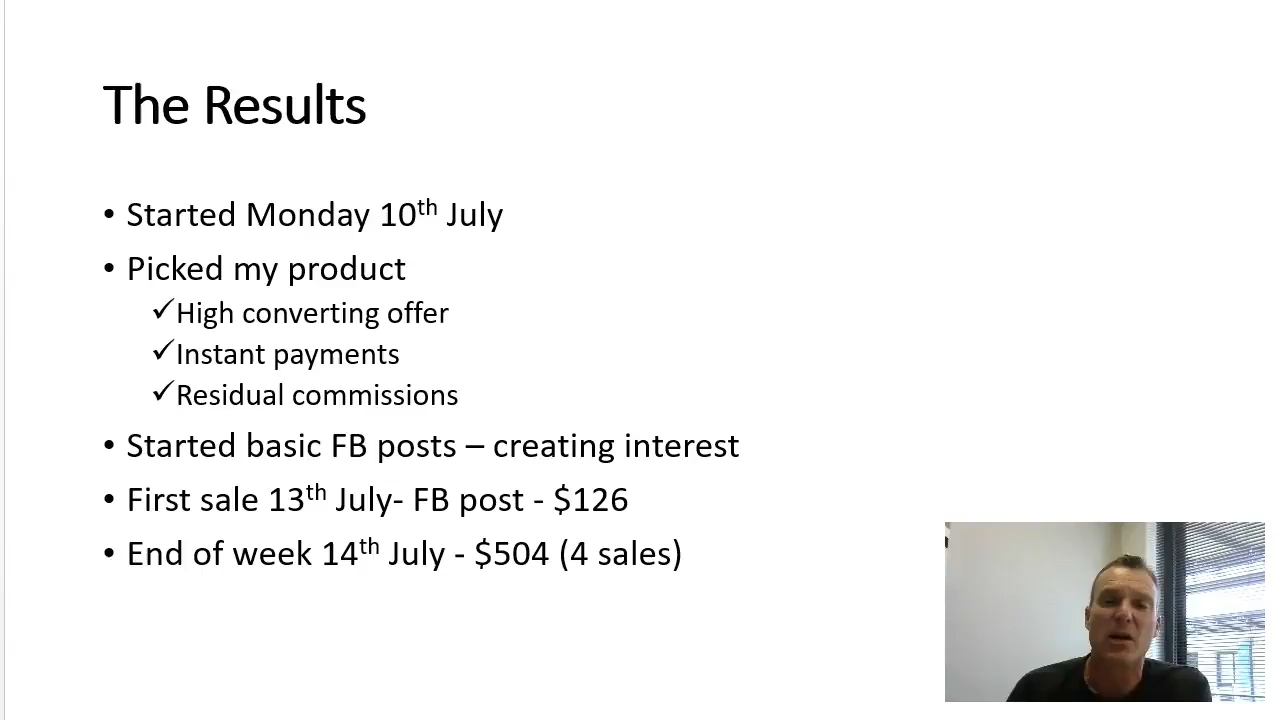 The Results
• Started Monday 10th July
• Picked my product
✓High converting offer
✓Instant payments
✓Residual commissions
• Started basic FB posts – creating interest
• First sale 13th July- FB post - $126
• End of week 14th July - $504 (4 sales)